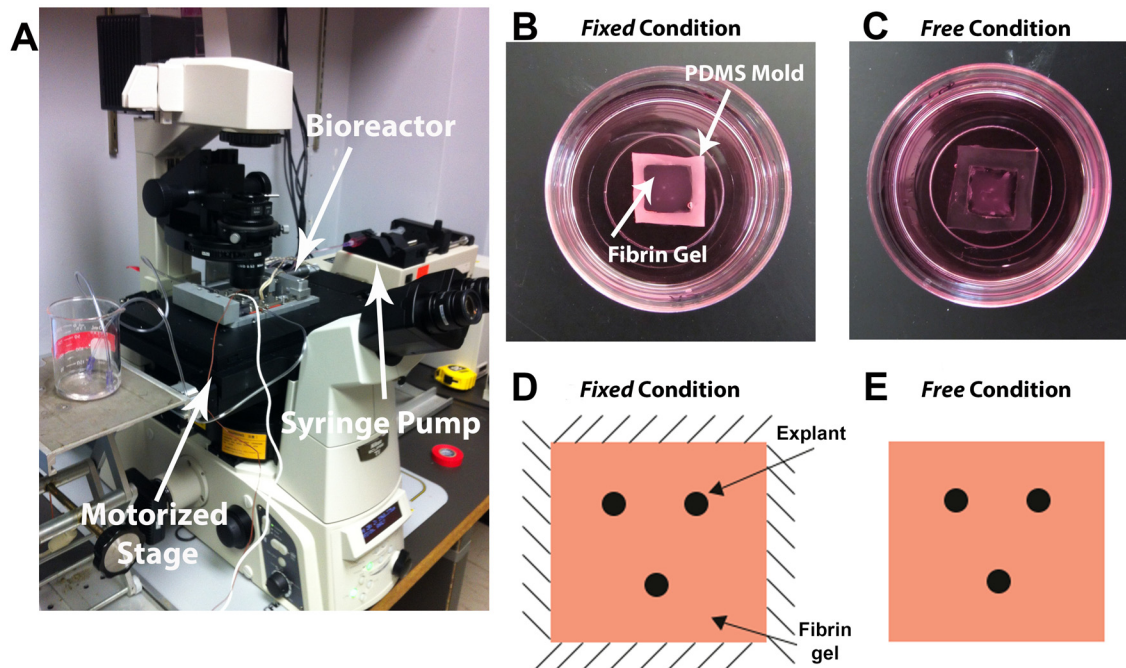 A
Bioreactor
Syringe Pump
Motorized
Stage
B
Fixed Condition
PDMS Mold
Fibrin Gel
C
Free Condition
D
Fixed Condition
Explant
Fibrin
gel
E
Free Condition